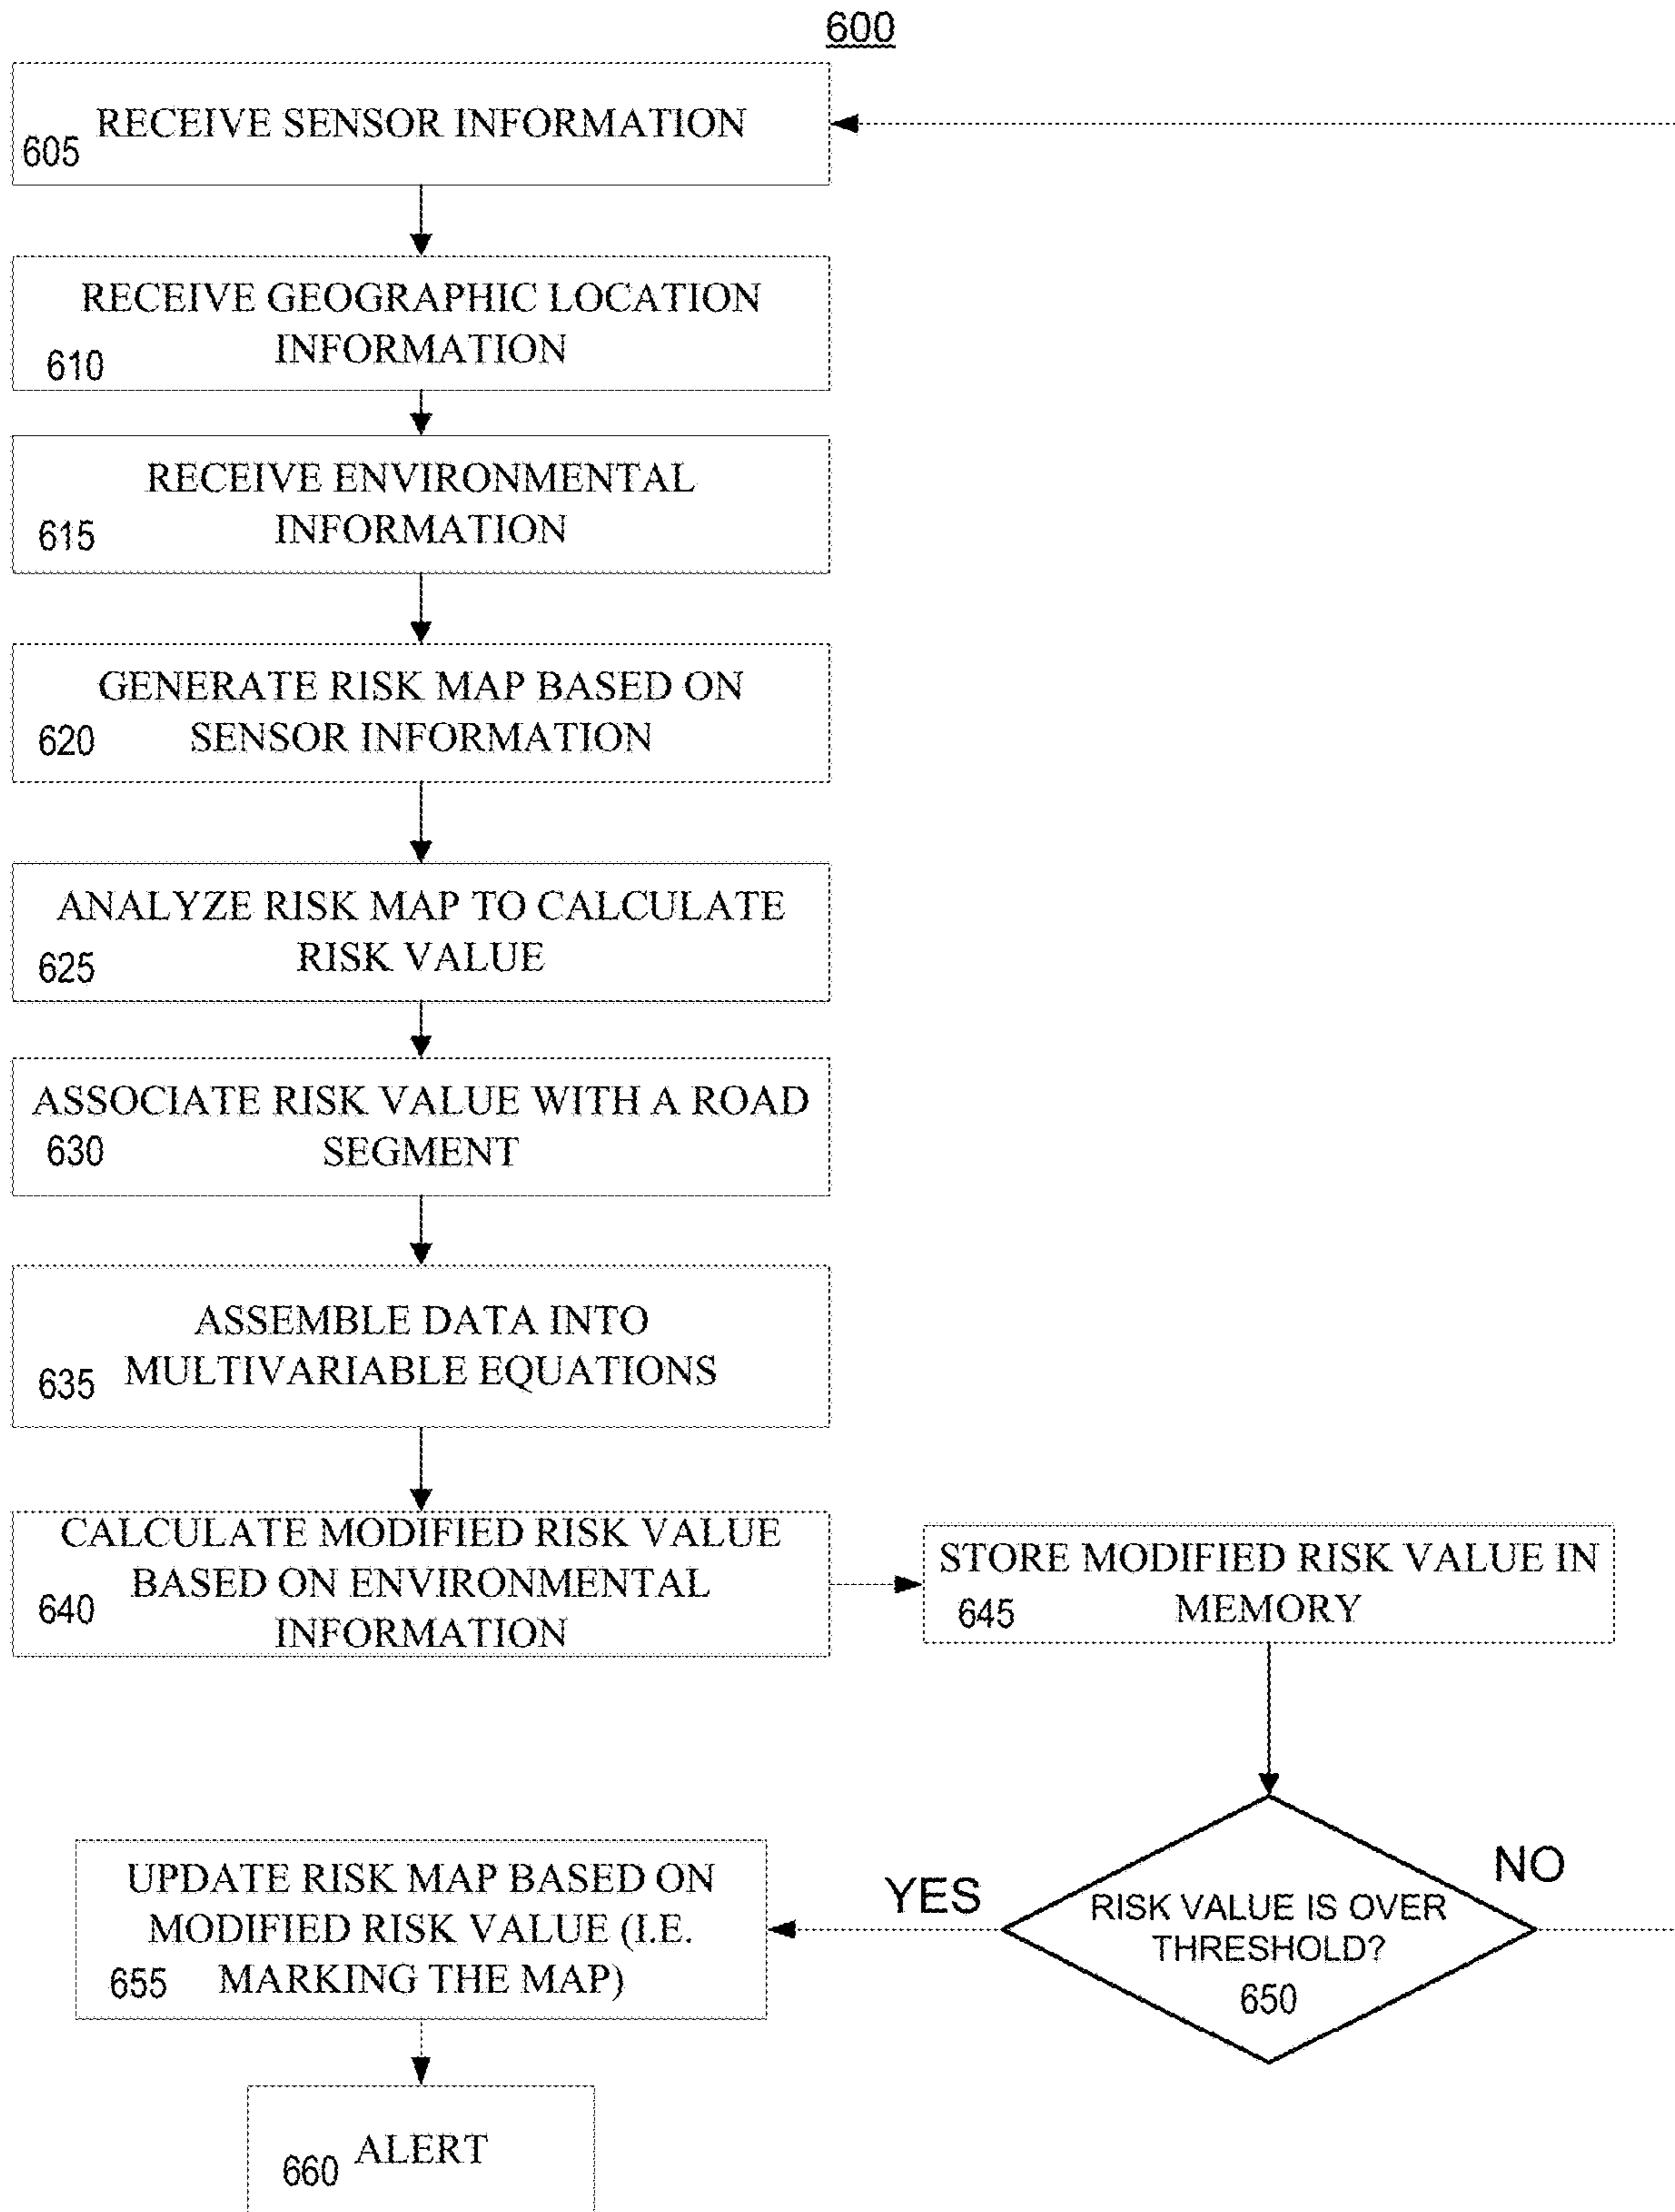 600
RECEIVE SENSOR INFORMATION
605
RECEIVE GEOGRAPHIC LOCATION
INFORMATION
610
RECEIVE ENVIRONMENTAL
INFORMATION
615
GENERATE RISK MAP BASED ON
SENSOR INFORMATION
620
ANALYZE RISK MAP TO CALCULATE
RISK VALUE
625
ASSOCIATE RISK VALUE WITH A ROAD
SEGMENT
630
ASSEMBLE DATA INTO
MULTIVARIABLE EQUATIONS
635
CALCULATE MODIFIED RISK VALUE
BASED ON ENVIRONMENTAL
INFORMATION
640
STORE MODIFIED RISK VALUE IN
MEMORY
645
RISK VALUE IS OVER
THRESHOLD?
650
NO
YES
UPDATE RISK MAP BASED ON
MODIFIED RISK VALUE (I.E.
MARKING THE MAP)
655
ALERT
660